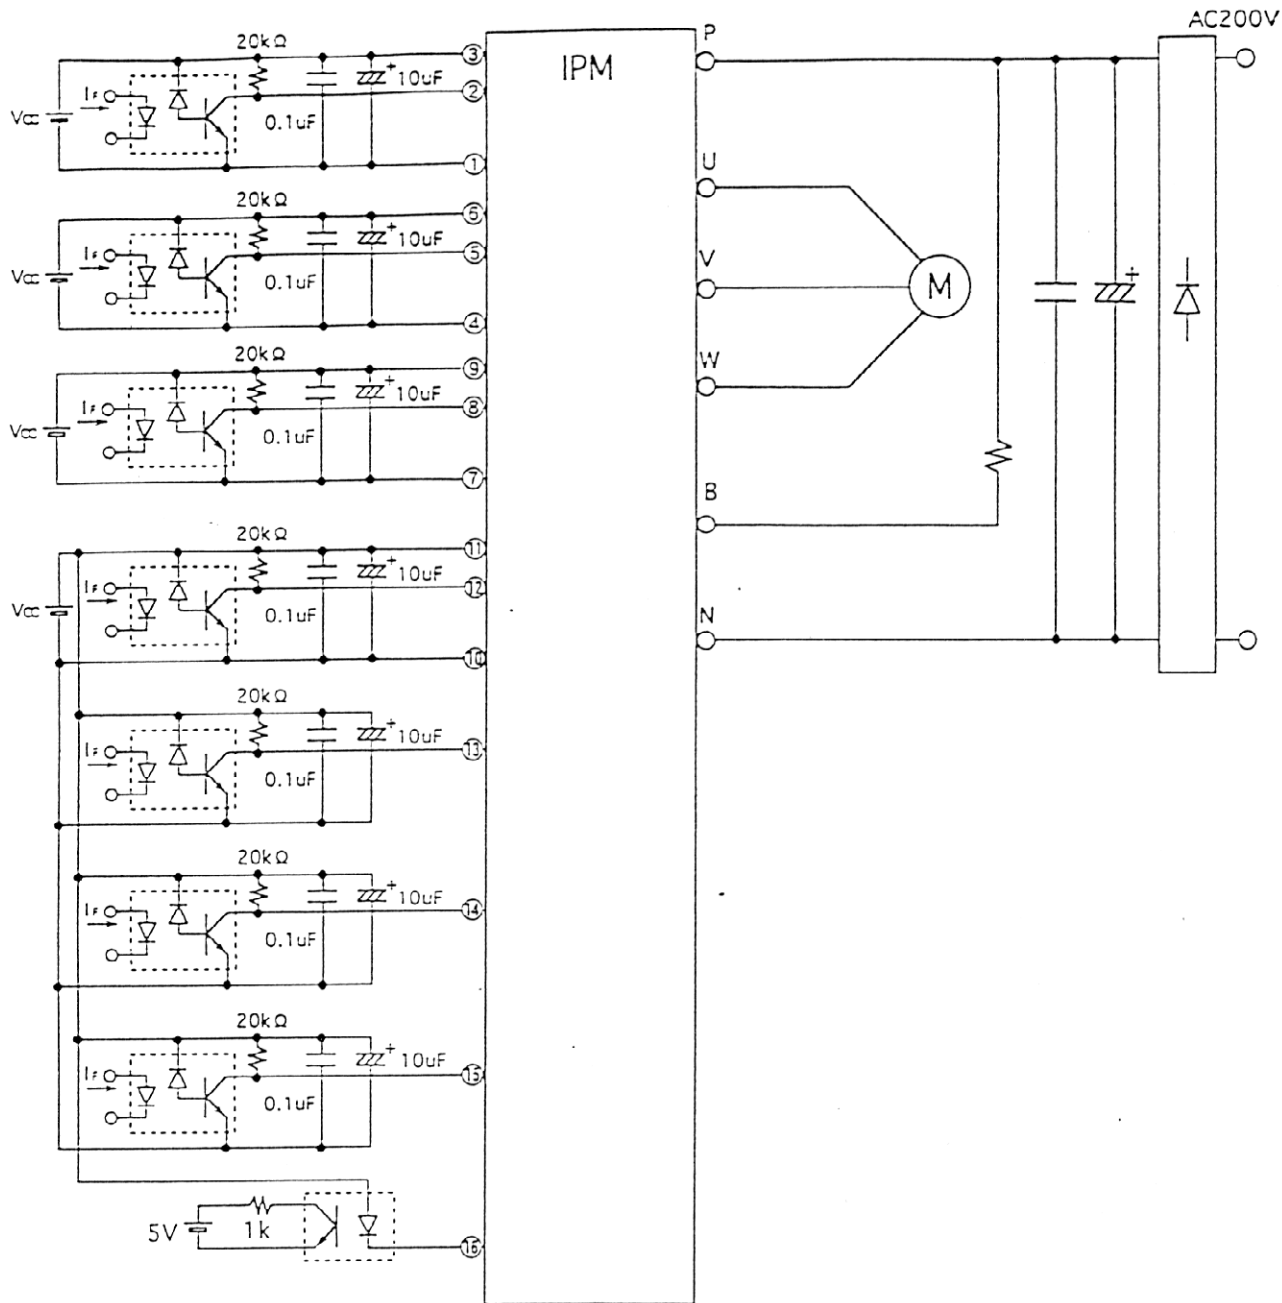 AC200V
IPM
P
U
V
W
B
N
M
+
20kΩ
③
+
10uF
IF
②
Vcc
0.1uF
①
20kΩ
⑥
+
10uF
IF
⑤
Vcc
0.1uF
④
20kΩ
⑨
+
10uF
IF
⑧
Vcc
0.1uF
⑦
20kΩ
⑪
+
10uF
IF
⑫
Vcc
0.1uF
⑩
20kΩ
+
10uF
IF
⑬
0.1uF
20kΩ
+
10uF
IF
⑭
0.1uF
20kΩ
+
10uF
IF
⑮
0.1uF
5V
1k
⑯